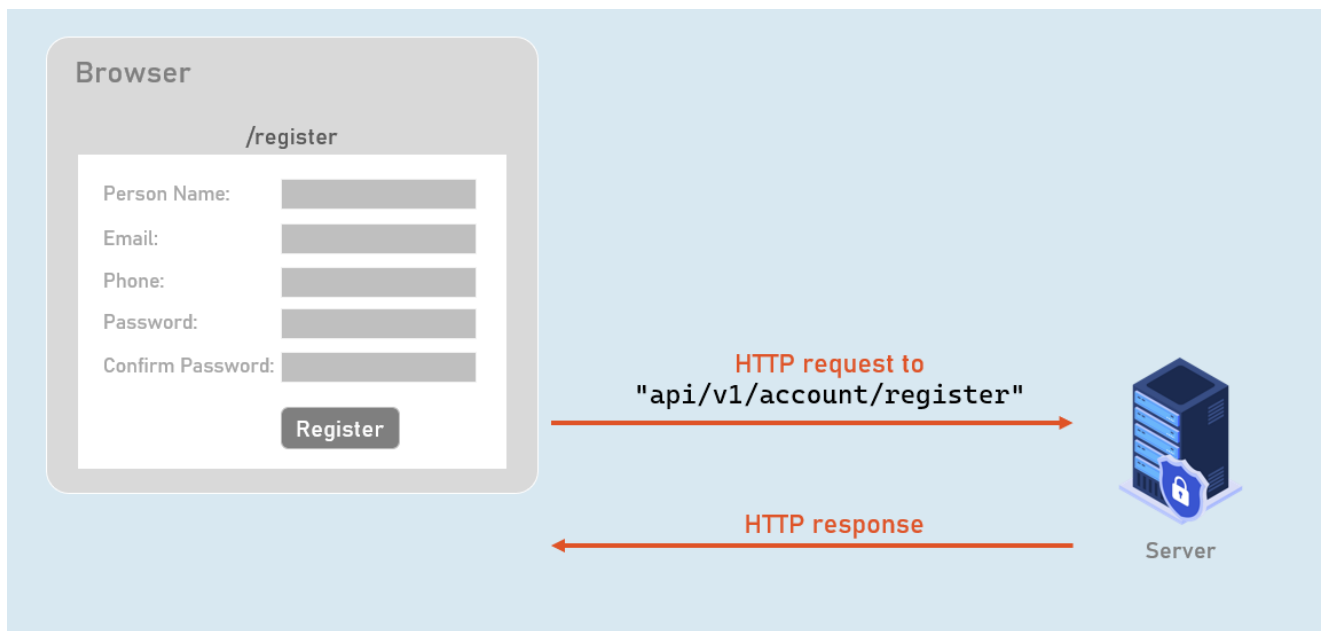 Browser
/register
Person Name:
Email:
Phone:
Password:
Confirm Password:
Register
HTTP request to
"api/v1/account/register"
HTTP response
Server